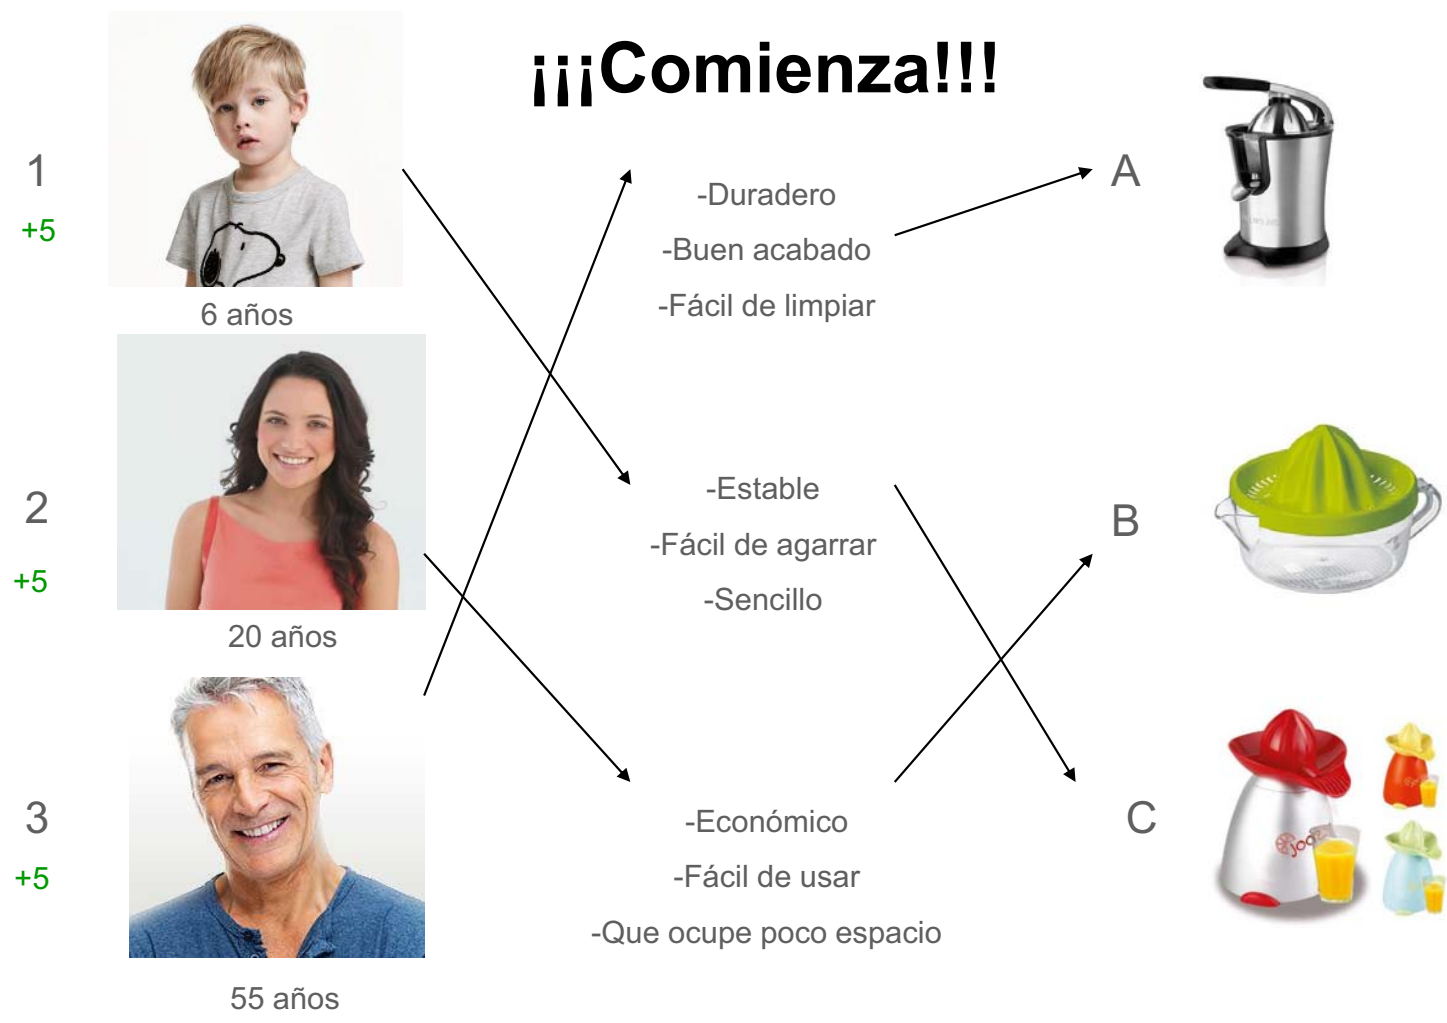 ¡¡¡Comienza!!!
1
+5
6 años
2
+5
20 años
3
+5
55 años
-Duradero
-Buen acabado
-Fácil de limpiar
-Estable
-Fácil de agarrar
-Sencillo
-Económico
-Fácil de usar
-Que ocupe poco espacio
A
B
C